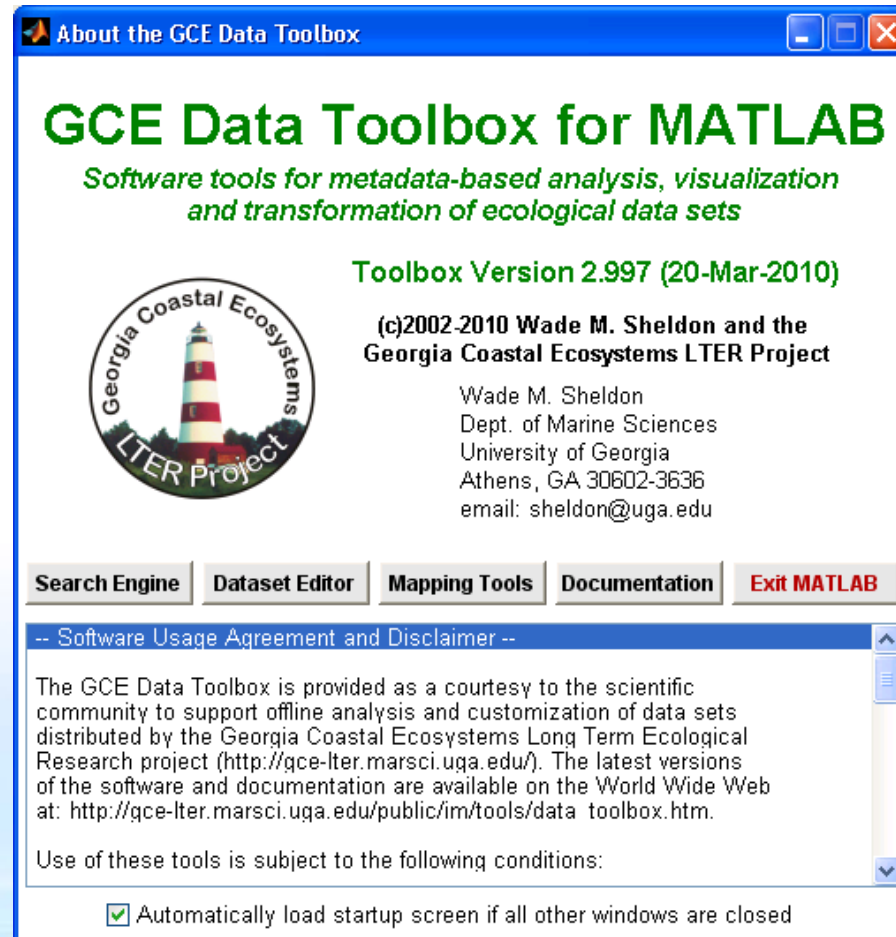 About the GCE Data Toolbox
GCE Data Toolbox for MATLAB
Software tools for metadata-based analysis, visualization
and transformation of ecological data sets
Toolbox Version 2.997 (20-Mar-2010)
Georgia Coastal Ecosystems
LTER Project
(c)2002-2010 Wade M. Sheldon and the
Georgia Coastal Ecosystems LTER Project
Wade M. Sheldon
Dept. of Marine Sciences
University of Georgia
Athens, GA 30602-3636
email: sheldon@uga.edu
Search Engine Dataset Editor Mapping Tools Documentation Exit MATLAB
-- Software Usage Agreement and Disclaimer --
The GCE Data Toolbox is provided as a courtesy to the scientific
community to support offline analysis and customization of data sets
distributed by the Georgia Coastal Ecosystems Long Term Ecological
Research project (http://gce-lter.marsci.uga.edu/). The latest versions
of the software and documentation are available on the World Wide Web
at: http://gce-lter.marsci.uga.edu/public/im/tools/data_toolbox.htm.
Use of these tools is subject to the following conditions:
Automatically load startup screen if all other windows are closed